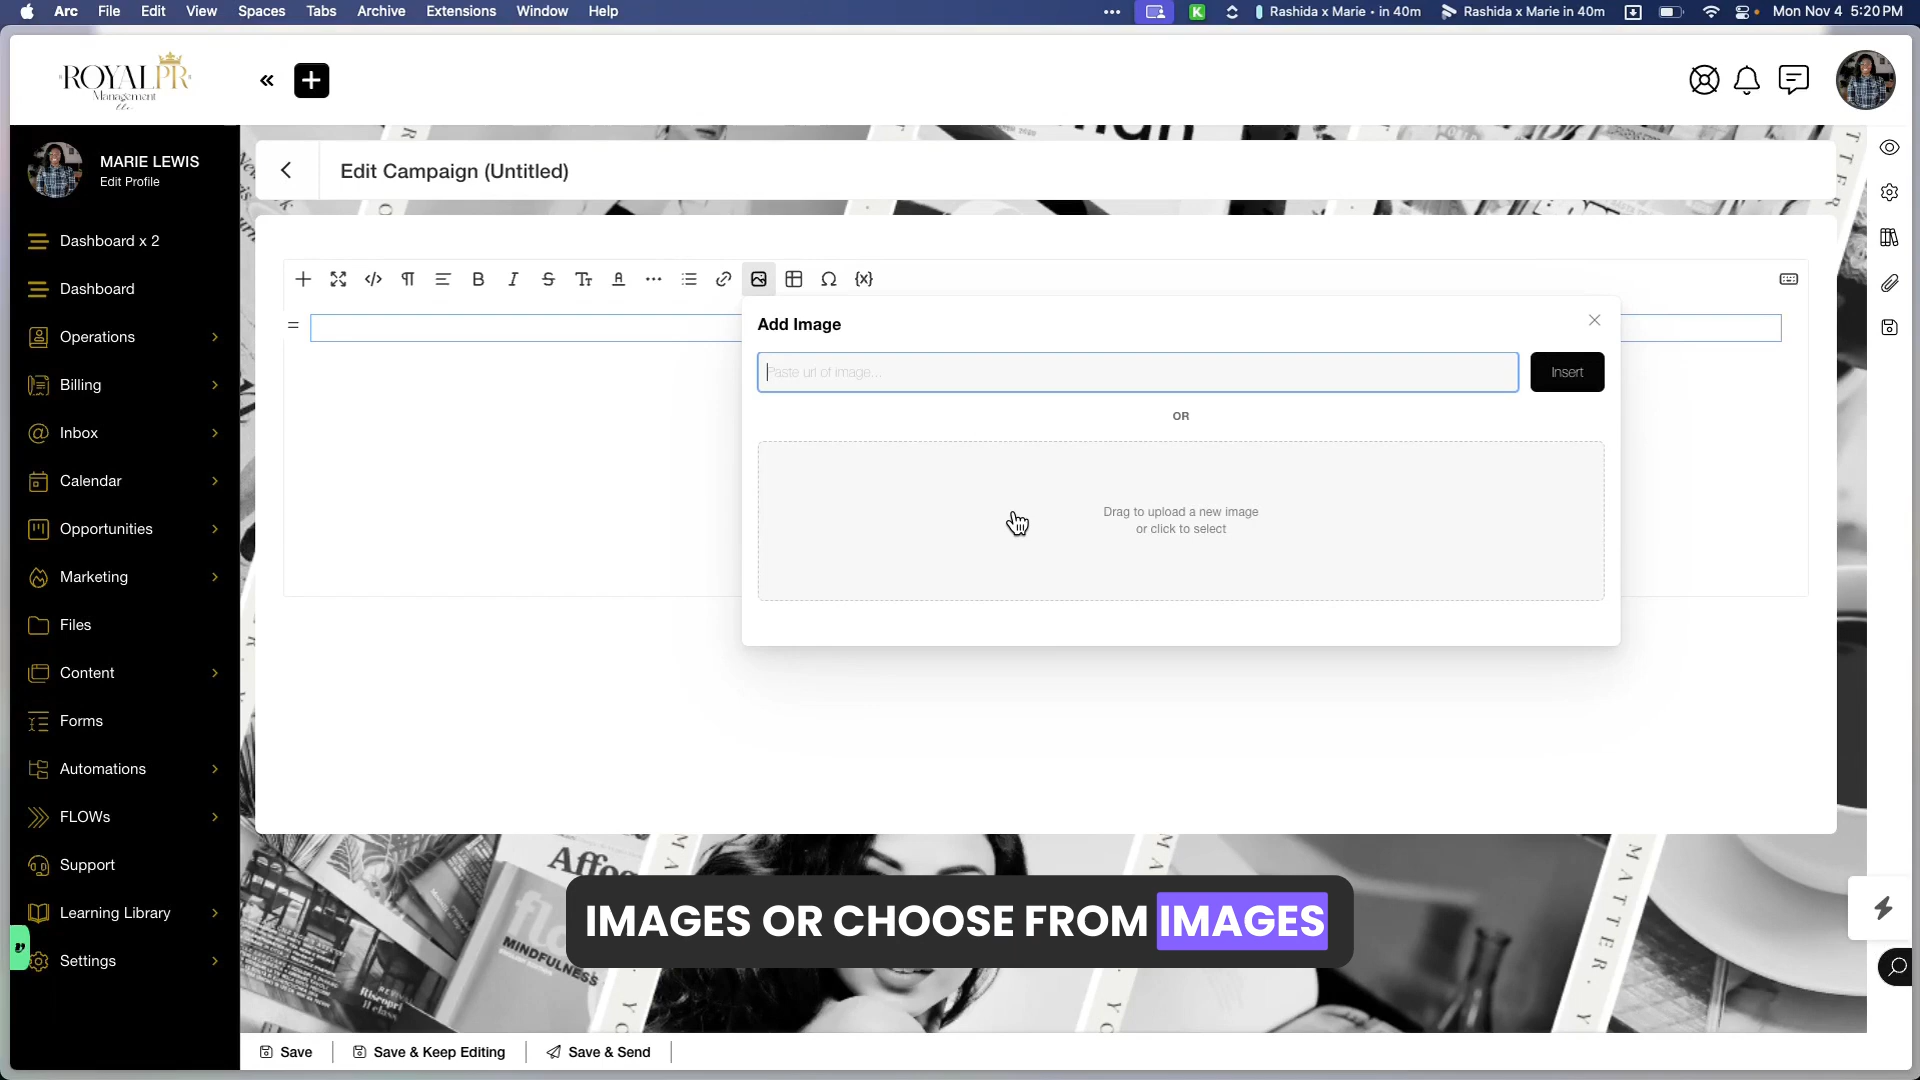 Arc File Edit View Spaces Tabs Archive Extensions Window Help
Rashida x Marie • in 40m Rashida x Marie in 40m Mon Nov 4 5:20 PM
ROYAL PR
Management
llc.
MARIE LEWIS
Edit Profile
Edit Campaign (Untitled)
Dashboard x 2
Dashboard
Operations
Billing
Inbox
Calendar
Opportunities
Marketing
Files
Content
Forms
Automations
FLOWs
Support
Learning Library
Settings
Add Image
Paste url of image...
Insert
OR
Drag to upload a new image
or click to select
IMAGES OR CHOOSE FROM IMAGES
MINDFULNESS
Save
Save & Keep Editing
Save & Send